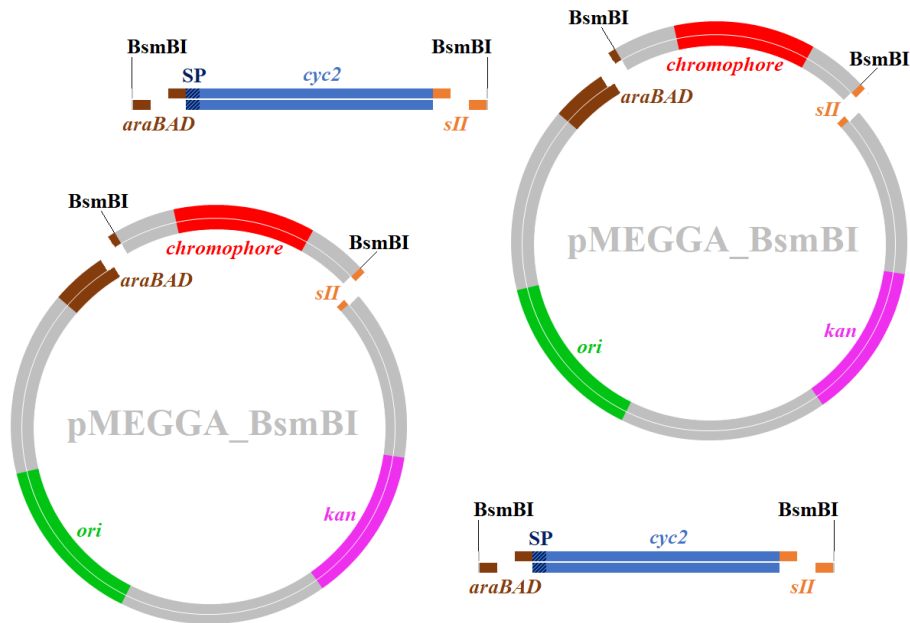 BsmBI
BsmBI
SP
cyc2
araBAD
sII
BsmBI
chromophore
BsmBI
araBAD
sII
pMEGGA_BsmBI
kan
ori
BsmBI
BsmBI
chromophore
araBAD
sII
pMEGGA_BsmBI
kan
ori
BsmBI
BsmBI
SP
cyc2
araBAD
sII